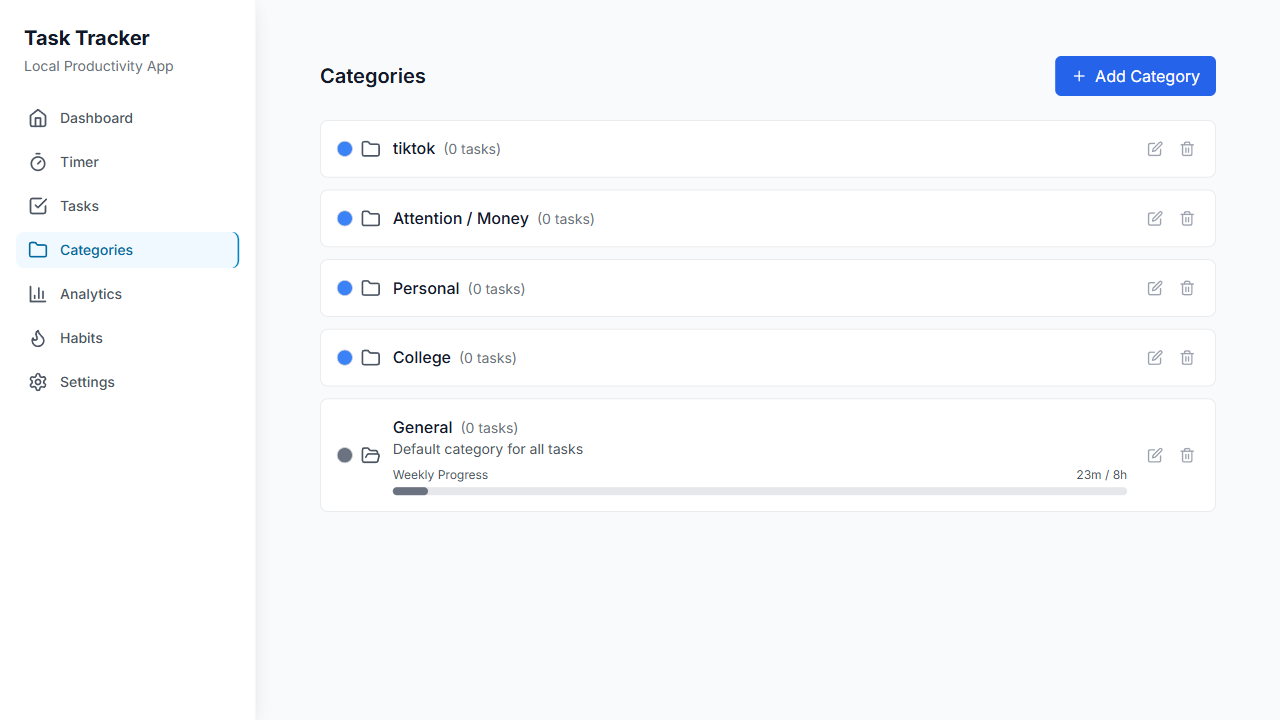 Task Tracker
Local Productivity App
Dashboard
Timer
Tasks
Categories
Analytics
Habits
Settings
Categories
Add Category
tiktok (0 tasks)
Attention / Money (0 tasks)
Personal (0 tasks)
College (0 tasks)
General (0 tasks)
Default category for all tasks
Weekly Progress 23m / 8h